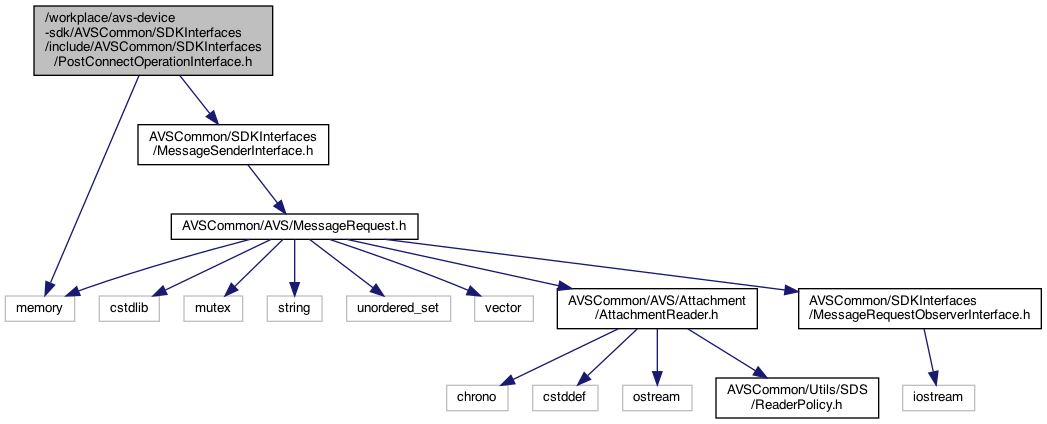 /workplace/avs-device
-sdk/AVSCommon/SDKInterfaces
/include/AVSCommon/SDKInterfaces
/PostConnectOperationInterface.h
AVSCommon/SDKInterfaces
/MessageSenderInterface.h
AVSCommon/AVS/MessageRequest.h
memory
cstdlib
mutex
string
unordered_set
vector
AVSCommon/AVS/Attachment
/AttachmentReader.h
AVSCommon/SDKInterfaces
/MessageRequestObserverInterface.h
chrono
cstddef
ostream
AVSCommon/Utils/SDS
/ReaderPolicy.h
iostream